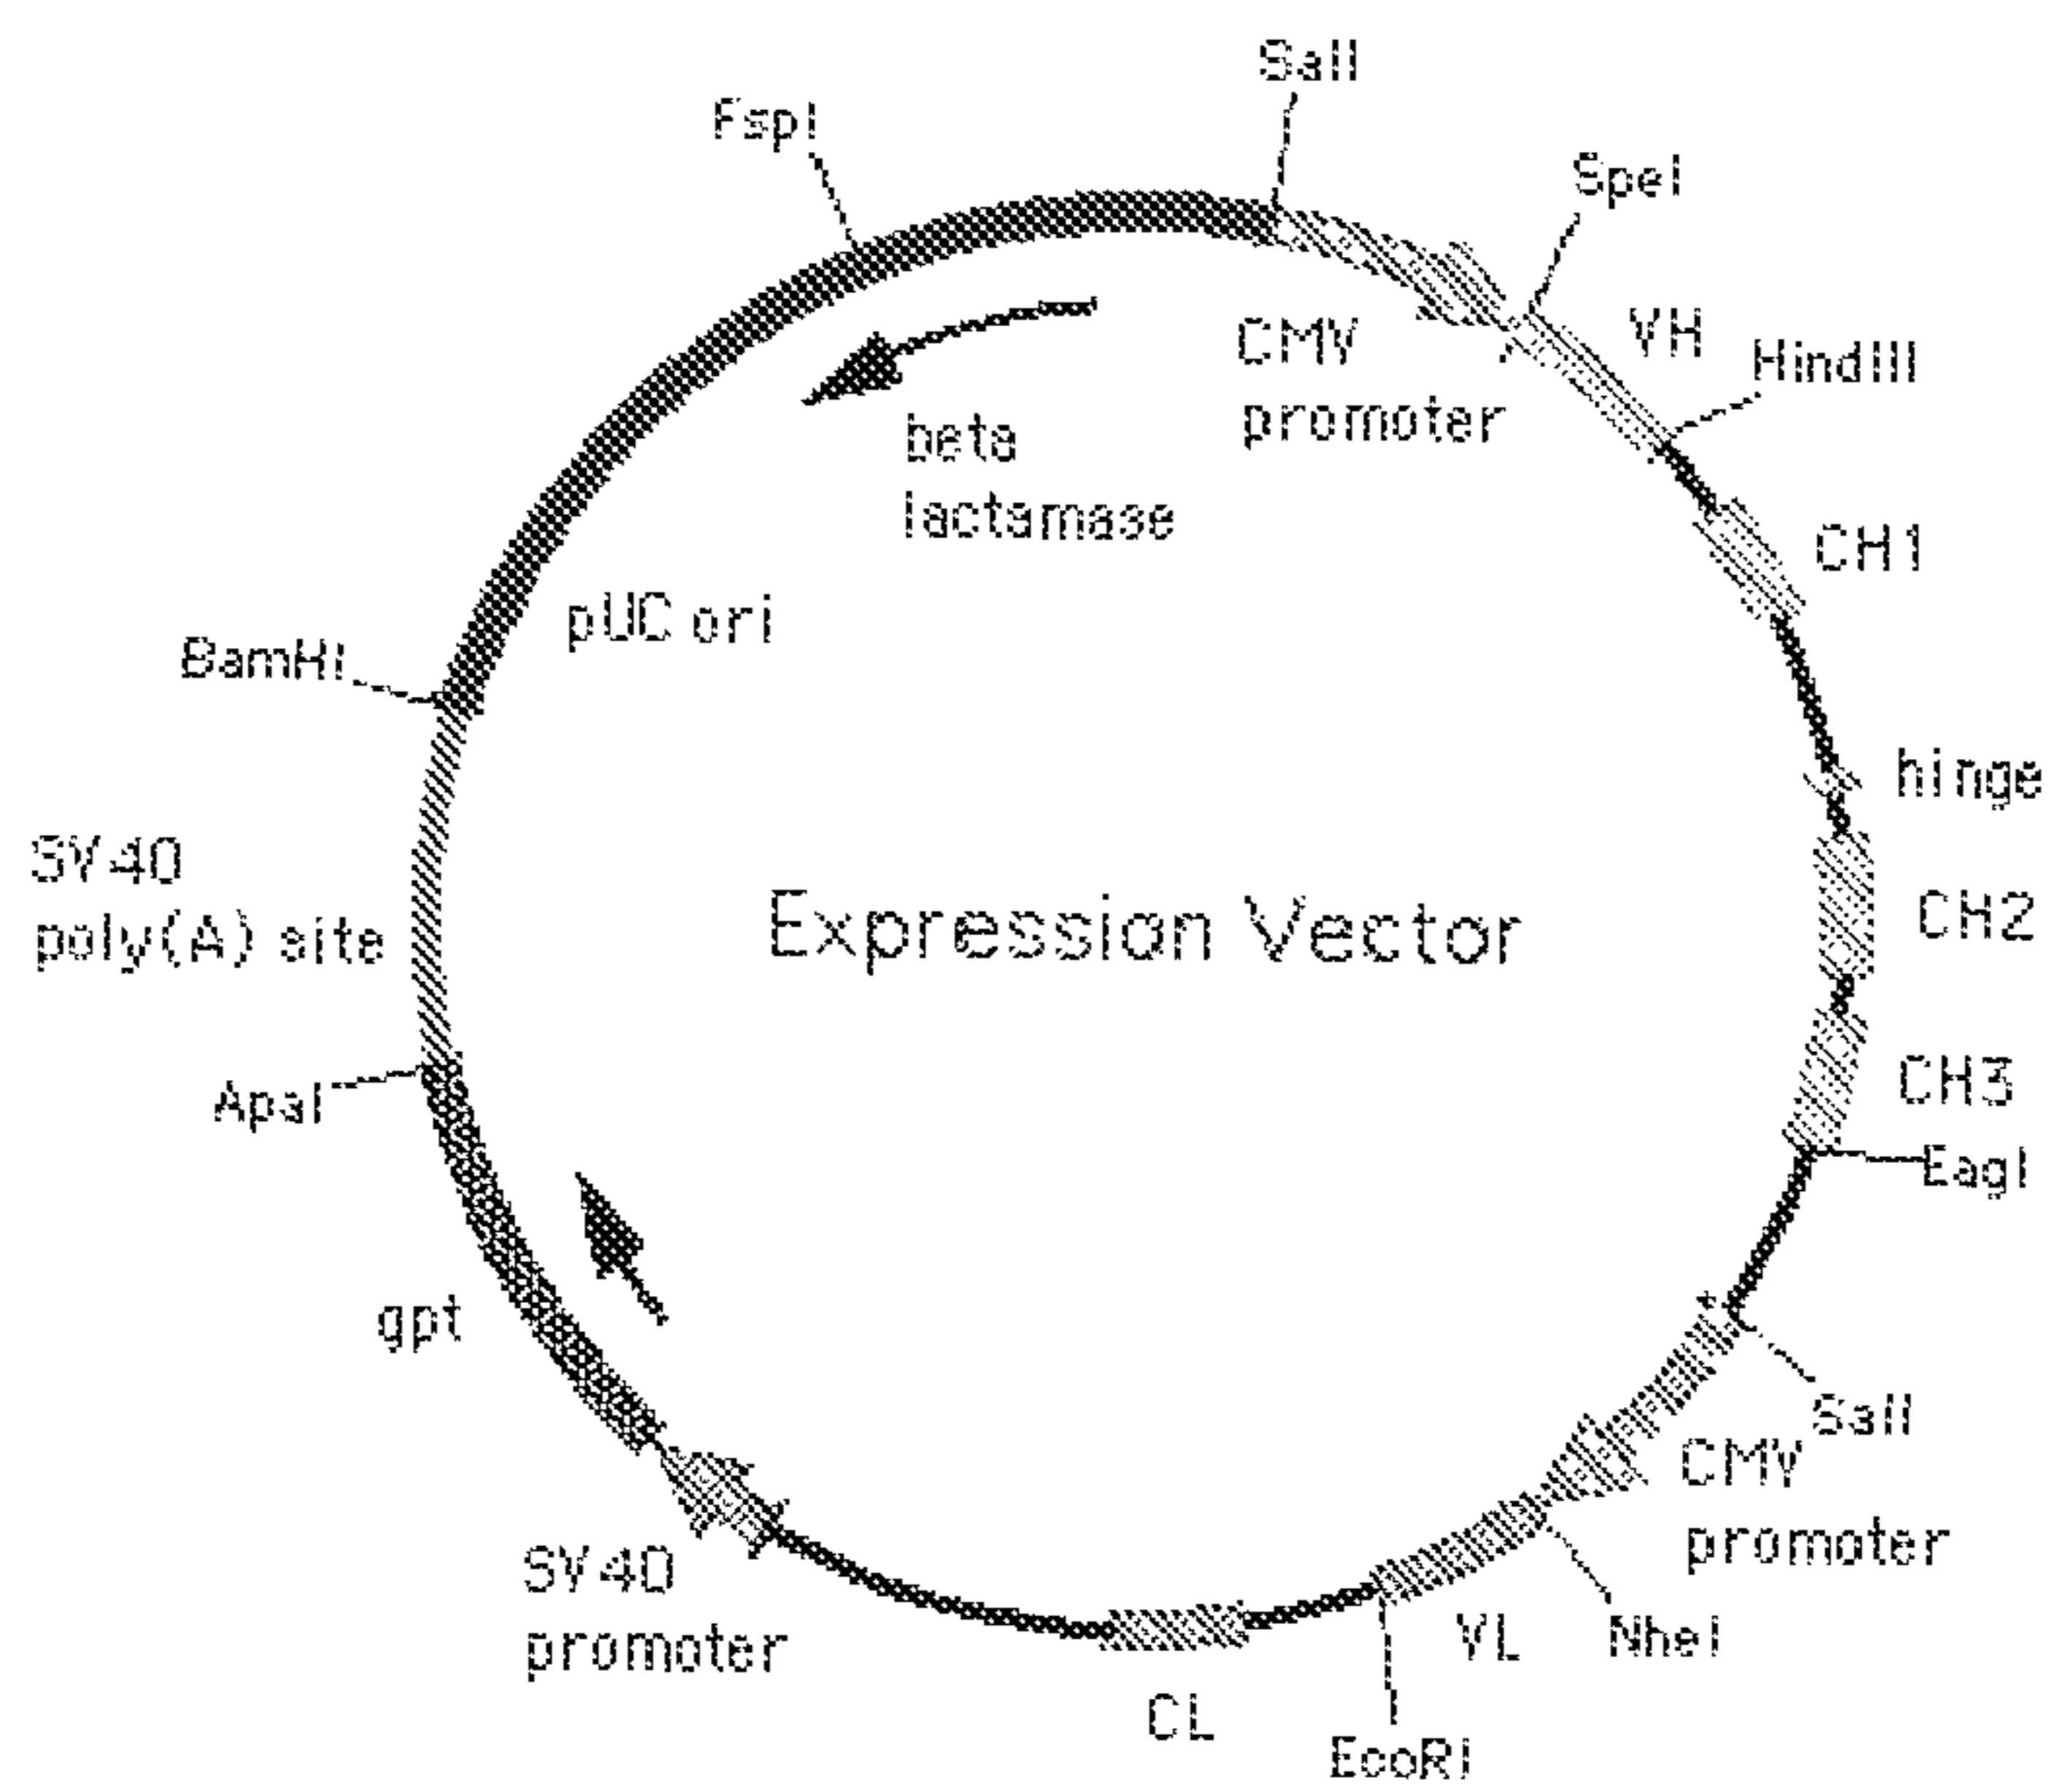 SalI
FspI
SpeI
VH
HindIII
CMV
promoter
beta
lactamase
CH1
pUC ori
BamHI
hinge
SV40
poly(A) site
Expression Vector
CH2
CH3
ApaI
EagI
gpt
SalI
CMV
promoter
SV40
promoter
VL
NheI
CL
EcoRI